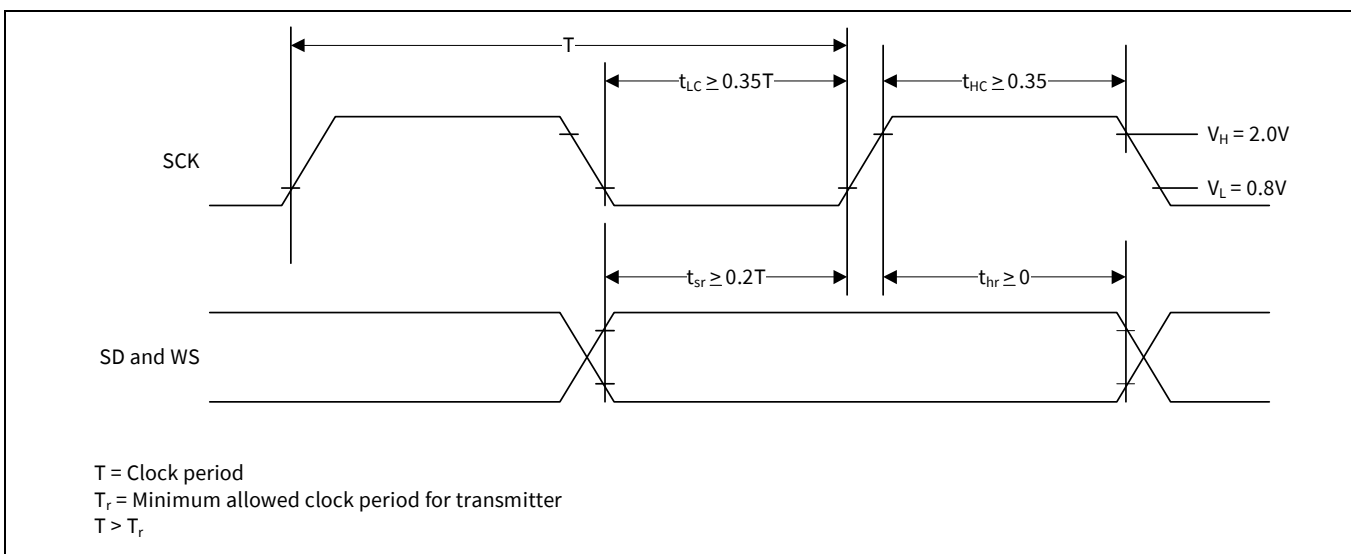 T
t_LC ≥ 0.35T
t_HC ≥ 0.35
SCK
V_H = 2.0V
V_L = 0.8V
t_sr ≥ 0.2T
t_hr ≥ 0
SD and WS
T = Clock period
T_r = Minimum allowed clock period for transmitter
T > T_r